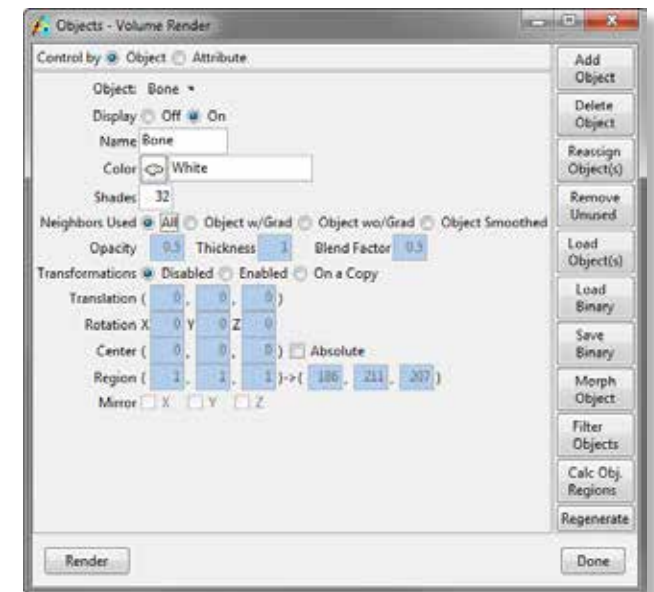 Objects - Volume Render
Control by Object Attribute
Object: Bone
Display Off On
Name Bone
Color White
Shades 32
Neighbors Used All Object w/Grad Object wo/Grad Object Smoothed
Opacity 0.5 Thickness 1 Blend Factor 0.5
Transformations Disabled Enabled On a Copy
Translation ( 0 , 0 , 0 )
Rotation X 0 Y 0 Z 0
Center ( 0 , 0 , 0 ) Absolute
Region ( 1 , 1 , 1 )->( 186 , 211 , 207 )
Mirror X Y Z
Add
Object
Delete
Object
Reassign
Object(s)
Remove
Unused
Load
Object(s)
Load
Binary
Save
Binary
Morph
Object
Filter
Objects
Calc Obj.
Regions
Regenerate
Render
Done